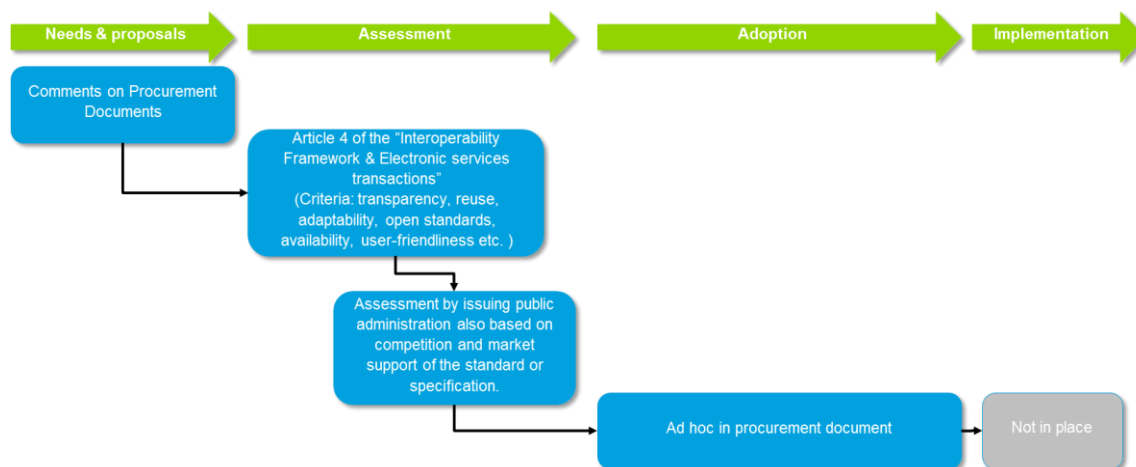 Needs & proposals
Assessment
Adoption
Implementation
Comments on Procurement
Documents
Article 4 of the “Interoperability
Framework & Electronic services
transactions”
(Criteria: transparency, reuse,
adaptability, open standards,
availability, user-friendliness etc. )
Assessment by issuing public
administration also based on
competition and market
support of the standard or
specification.
Ad hoc in procurement document
Not in place